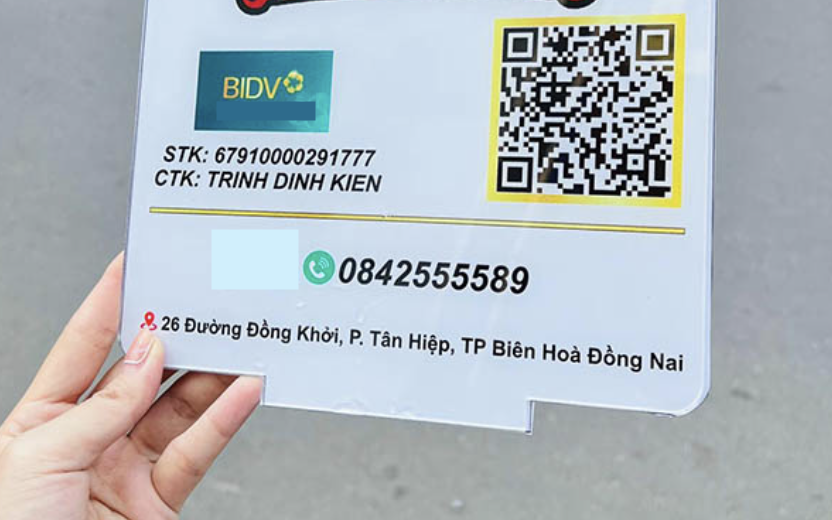 BIDV
STK: 67910000291777
CTK: TRINH DINH KIEN
0842555589
26 Đường Đồng Khởi, P. Tân Hiệp, TP Biên Hoà Đồng Nai